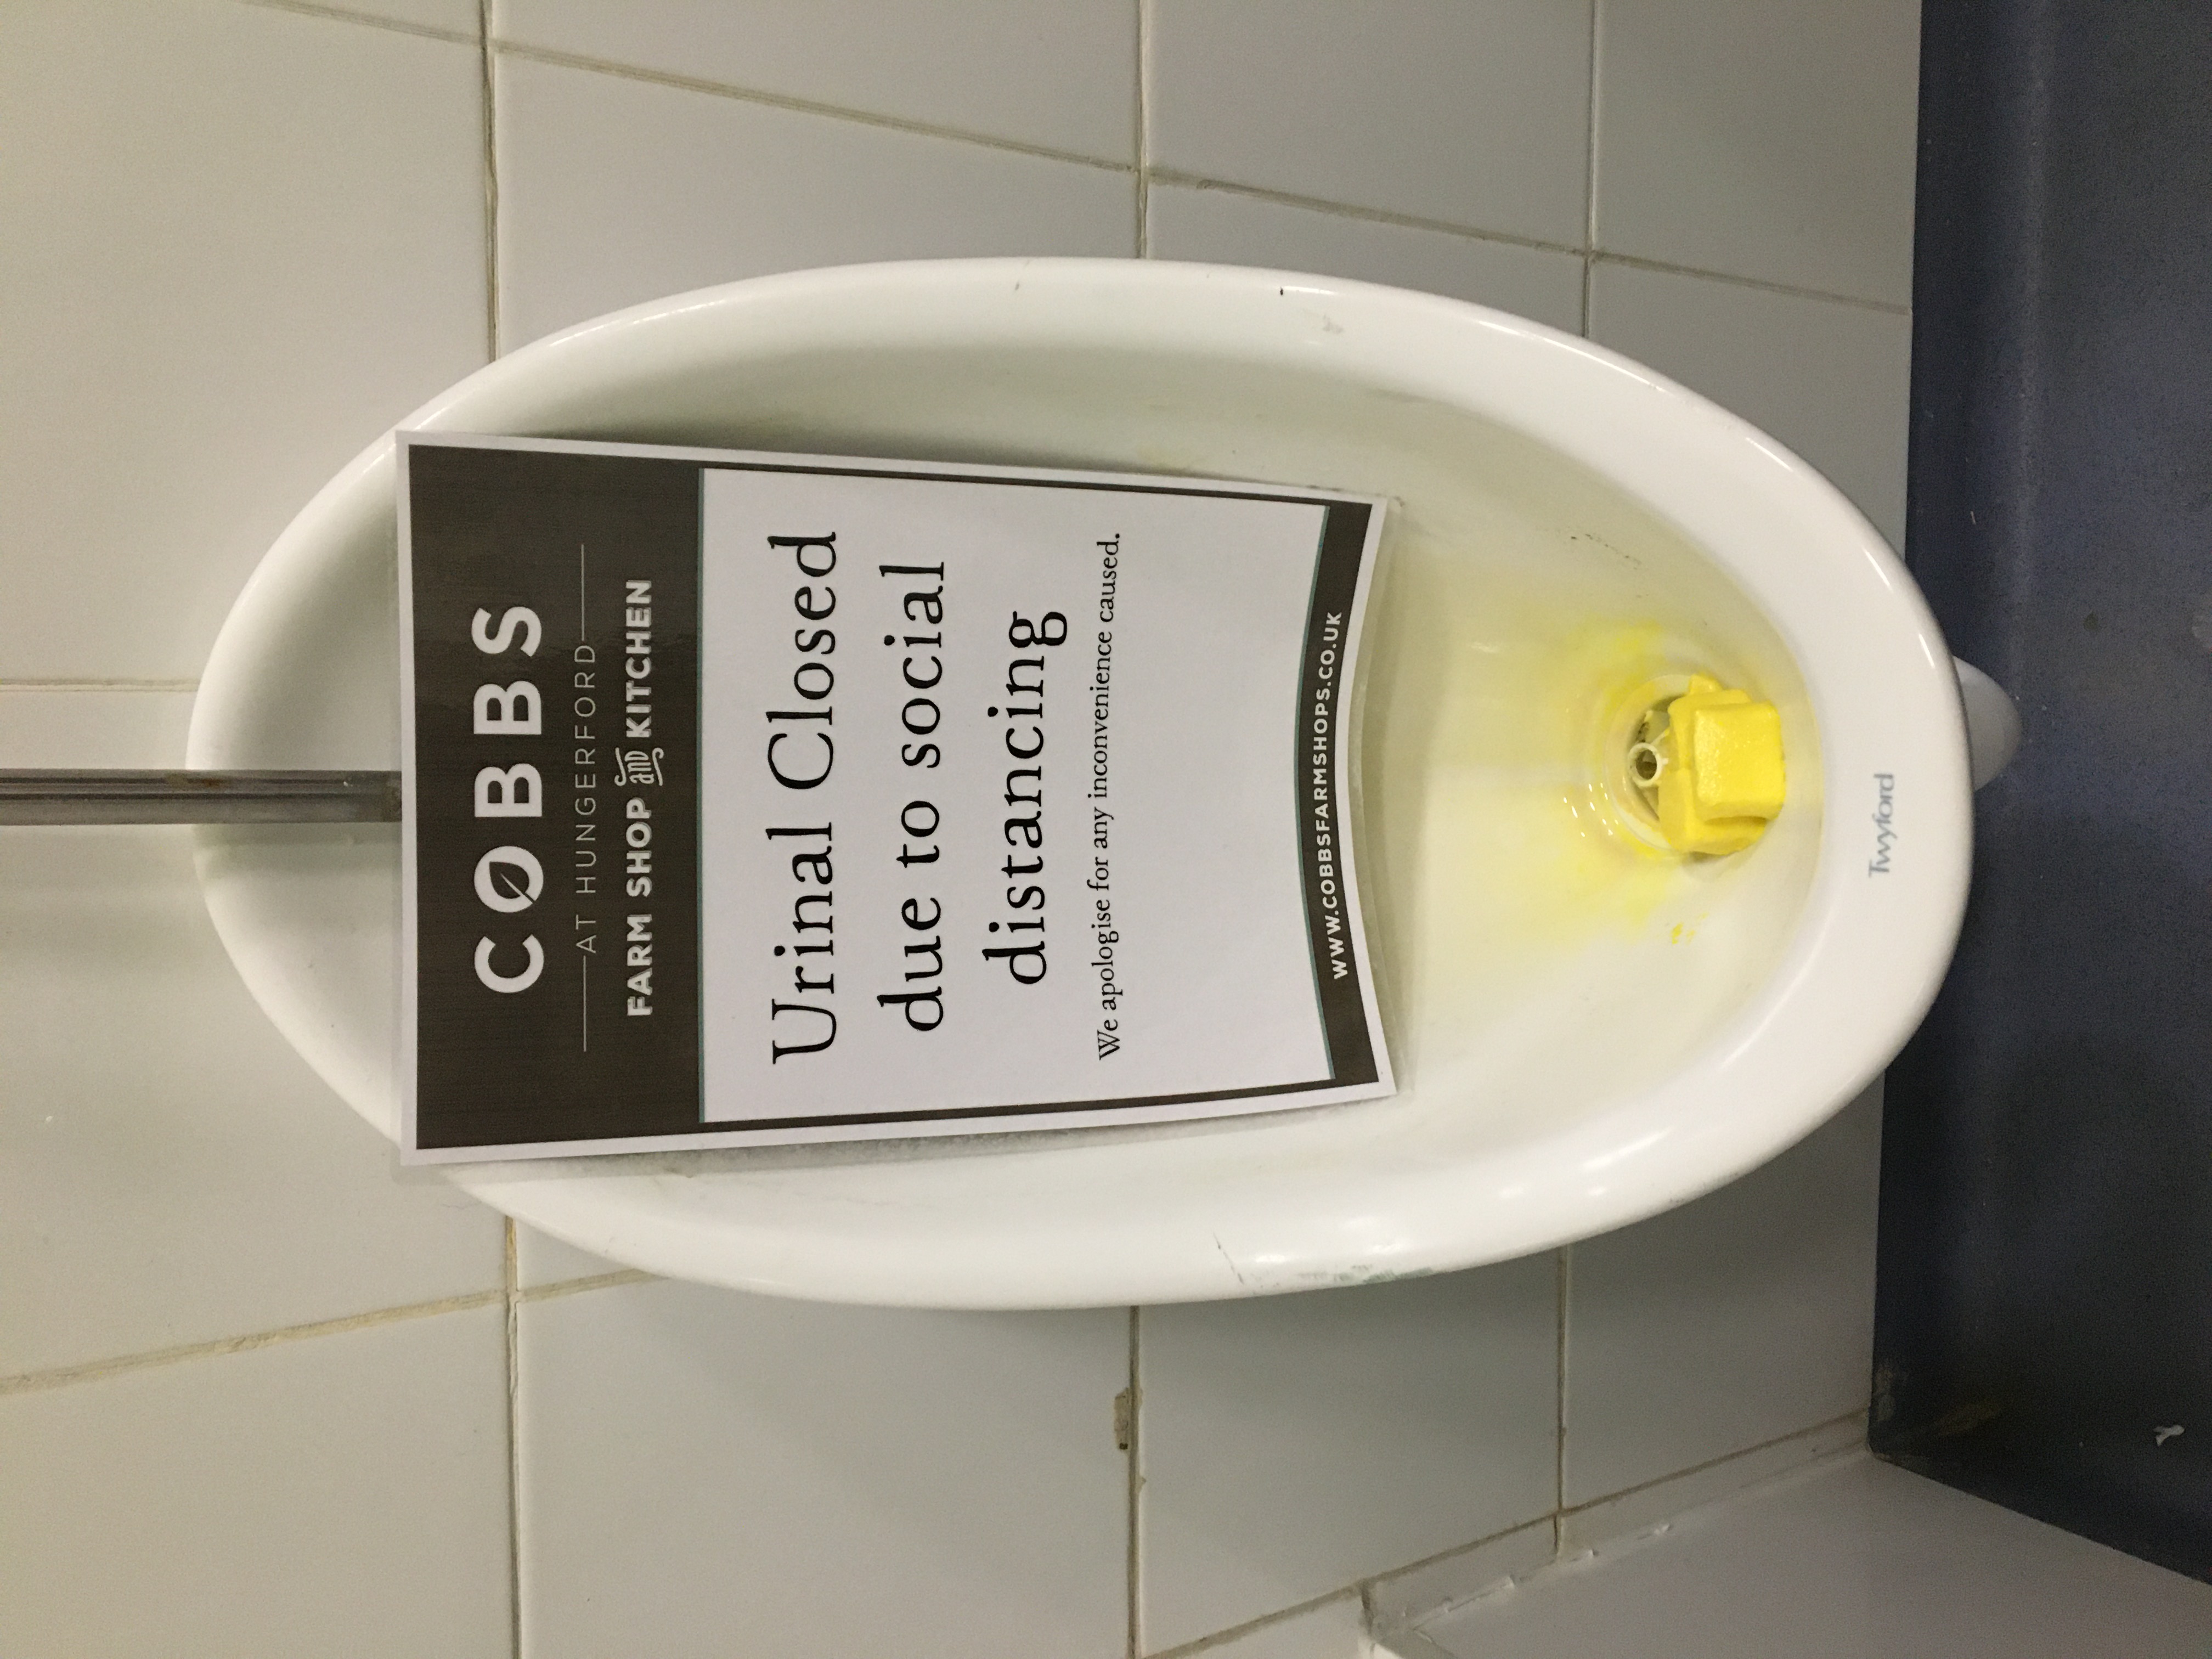 COBBS
AT HUNGERFORD
FARM SHOP and KITCHEN
Urinal Closed
due to social
distancing
We apologise for any inconvenience caused.
WWW.COBBSFARMSHOPS.CO.UK
Twyford